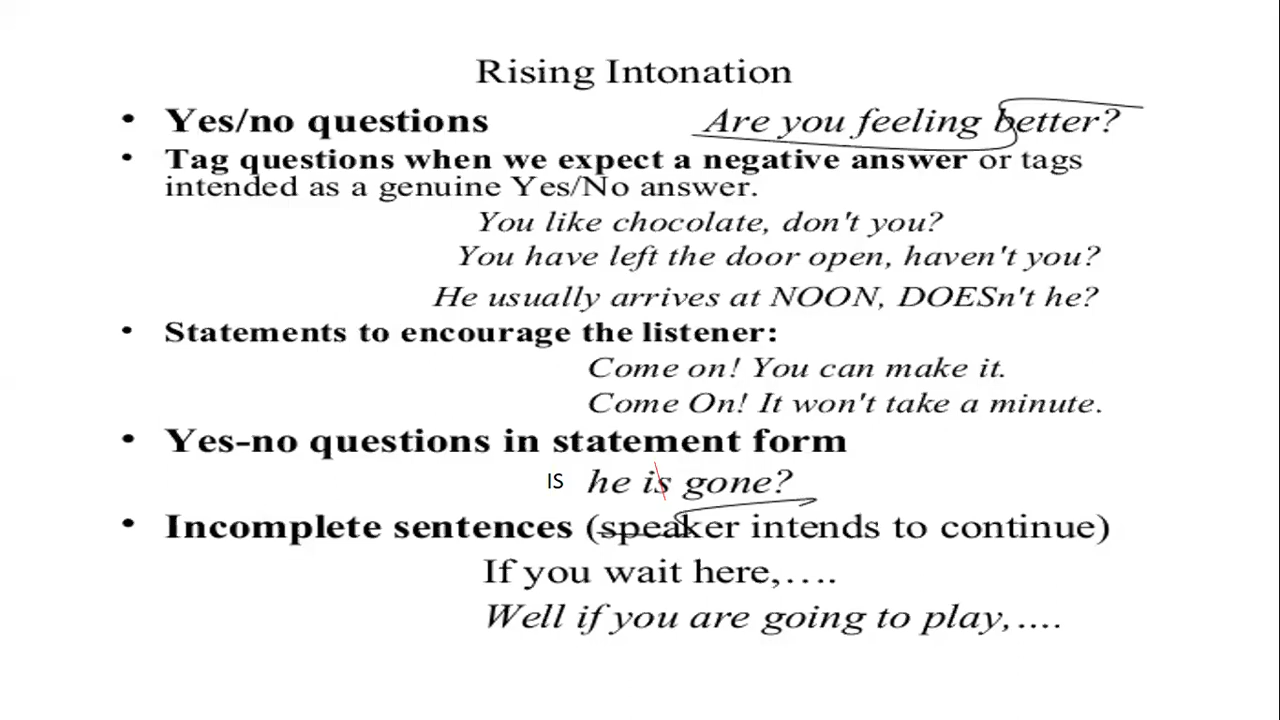 Rising Intonation
• Yes/no questions Are you feeling better?
• Tag questions when we expect a negative answer or tags
intended as a genuine Yes/No answer.
You like chocolate, don't you?
You have left the door open, haven't you?
He usually arrives at NOON, DOESn't he?
• Statements to encourage the listener:
Come on! You can make it.
Come On! It won't take a minute.
• Yes-no questions in statement form
IS he is gone?
• Incomplete sentences (speaker intends to continue)
If you wait here,….
Well if you are going to play,….